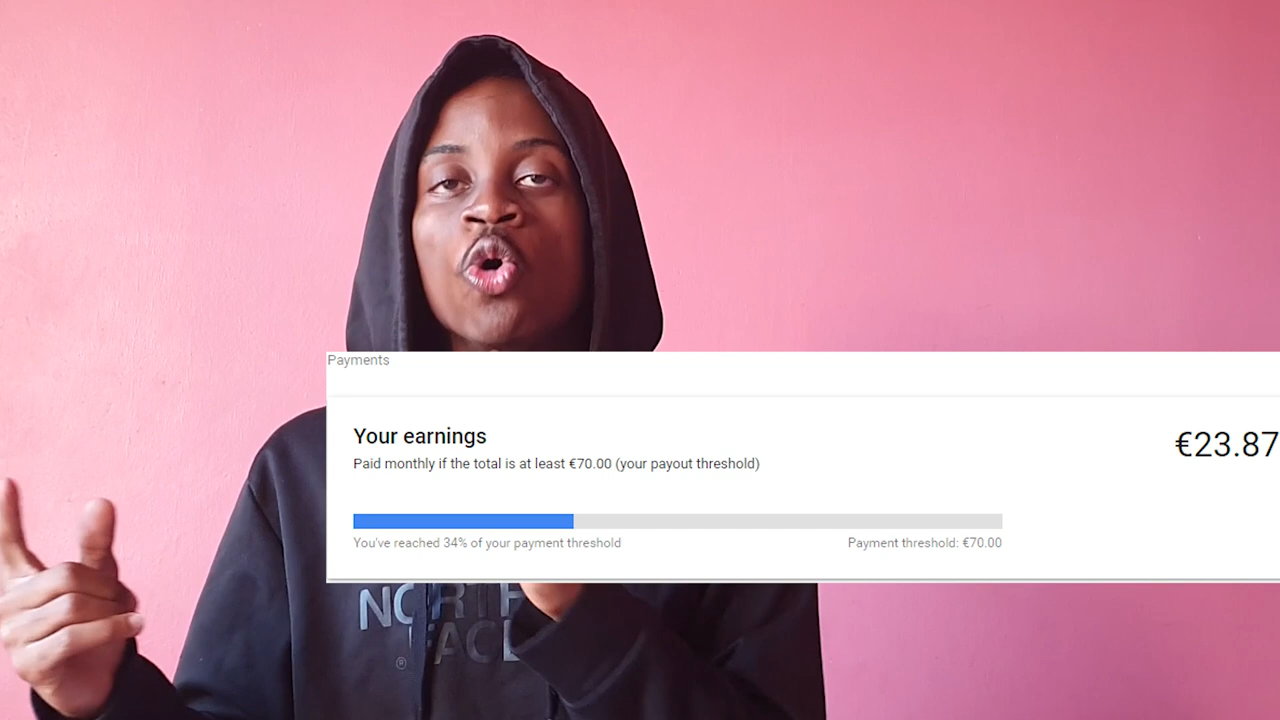 Payments
Your earnings
€23.87
Paid monthly if the total is at least €70.00 (your payout threshold)
You've reached 34% of your payment threshold
Payment threshold: €70.00
NORTH
FACE
®